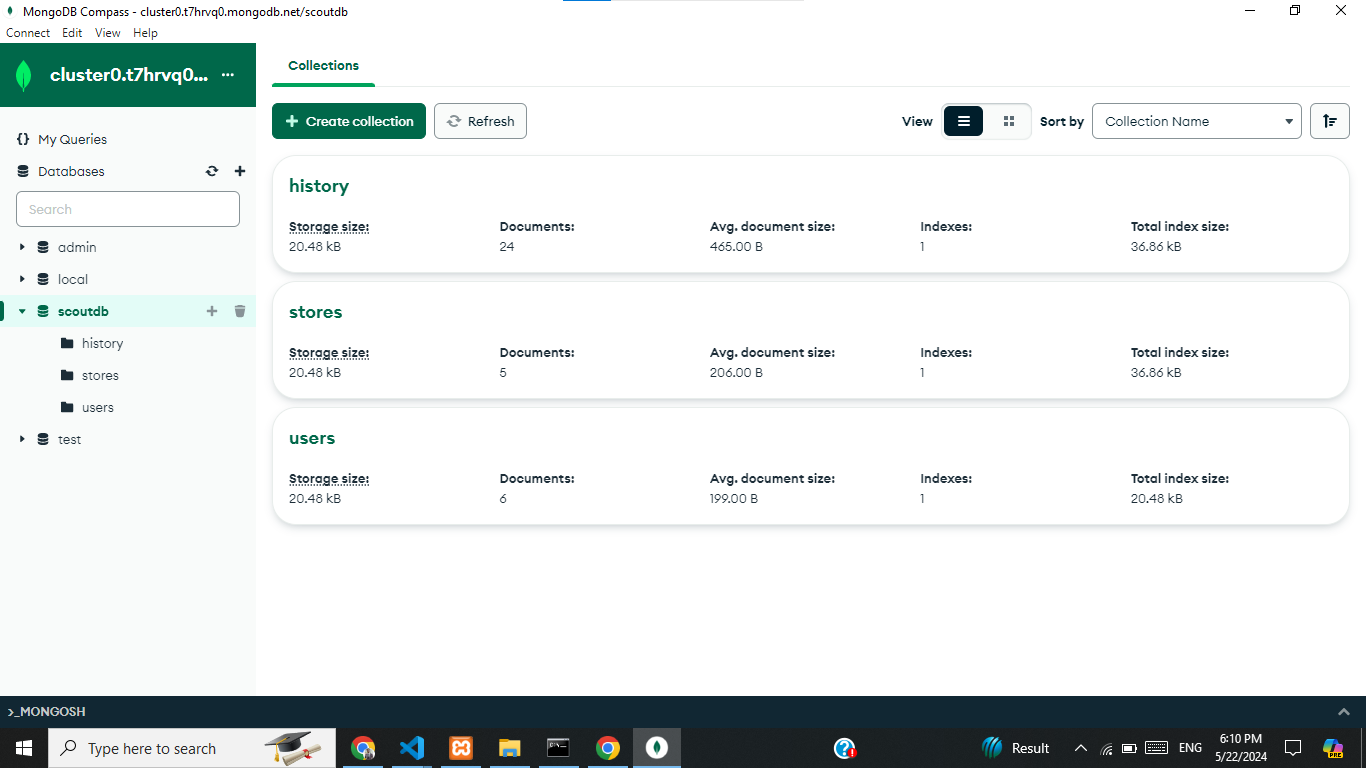 MongoDB Compass - cluster0.t7hrvq0.mongodb.net/scoutdb
Connect Edit View Help
cluster0.t7hrvq0... ...
My Queries
Databases
Search
admin
local
scoutdb
history
stores
users
test
Collections
Create collection Refresh View Sort by Collection Name
history
Storage size: Documents: Avg. document size: Indexes: Total index size:
20.48 kB 24 465.00 B 1 36.86 kB
stores
Storage size: Documents: Avg. document size: Indexes: Total index size:
20.48 kB 5 206.00 B 1 36.86 kB
users
Storage size: Documents: Avg. document size: Indexes: Total index size:
20.48 kB 6 199.00 B 1 20.48 kB
>_MONGOSH
Type here to search Result ENG 6:10 PM
5/22/2024
PRE